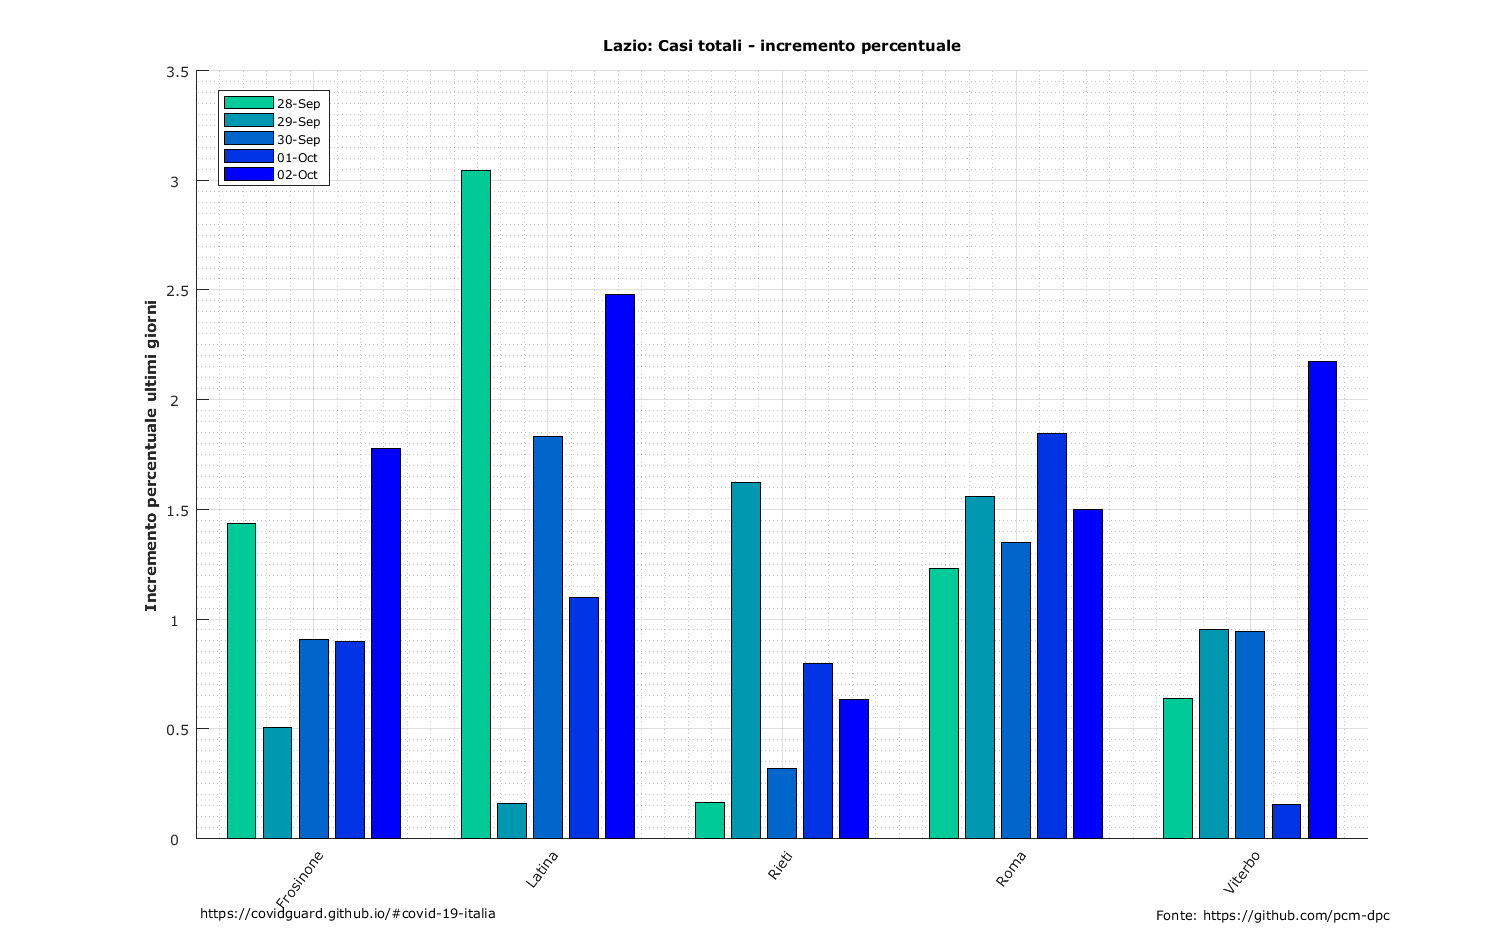 Lazio: Casi totali - incremento percentuale
3.5
3
2.5
2
1.5
1
0.5
0
Incremento percentuale ultimi giorni
28-Sep
29-Sep
30-Sep
01-Oct
02-Oct
Frosinone
Latina
Rieti
Roma
Viterbo
https://covidguard.github.io/#covid-19-italia
Fonte: https://github.com/pcm-dpc